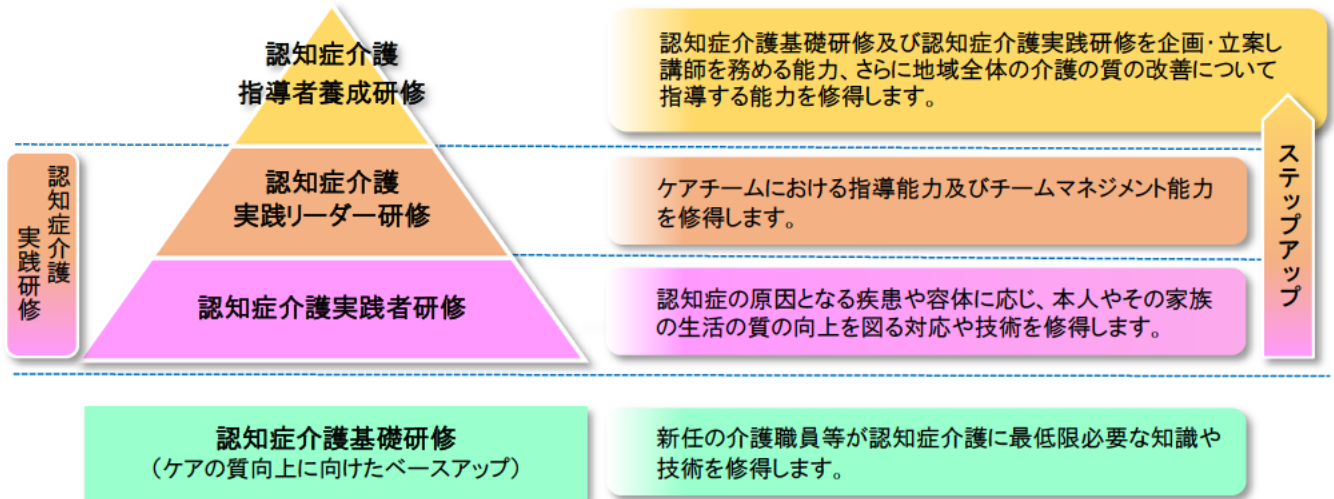 認知症介護
指導者養成研修
認知症介護基礎研修及び認知症介護実践研修を企画・立案し
講師を務める能力、さらに地域全体の介護の質の改善について
指導する能力を修得します。
認知症介護
実践研修
認知症介護
実践リーダー研修
ケアチームにおける指導能力及びチームマネジメント能力
を修得します。
ステップアップ
認知症介護実践者研修
認知症の原因となる疾患や容体に応じ、本人やその家族
の生活の質の向上を図る対応や技術を修得します。
認知症介護基礎研修
（ケアの質向上に向けたベースアップ）
新任の介護職員等が認知症介護に最低限必要な知識や
技術を修得します。